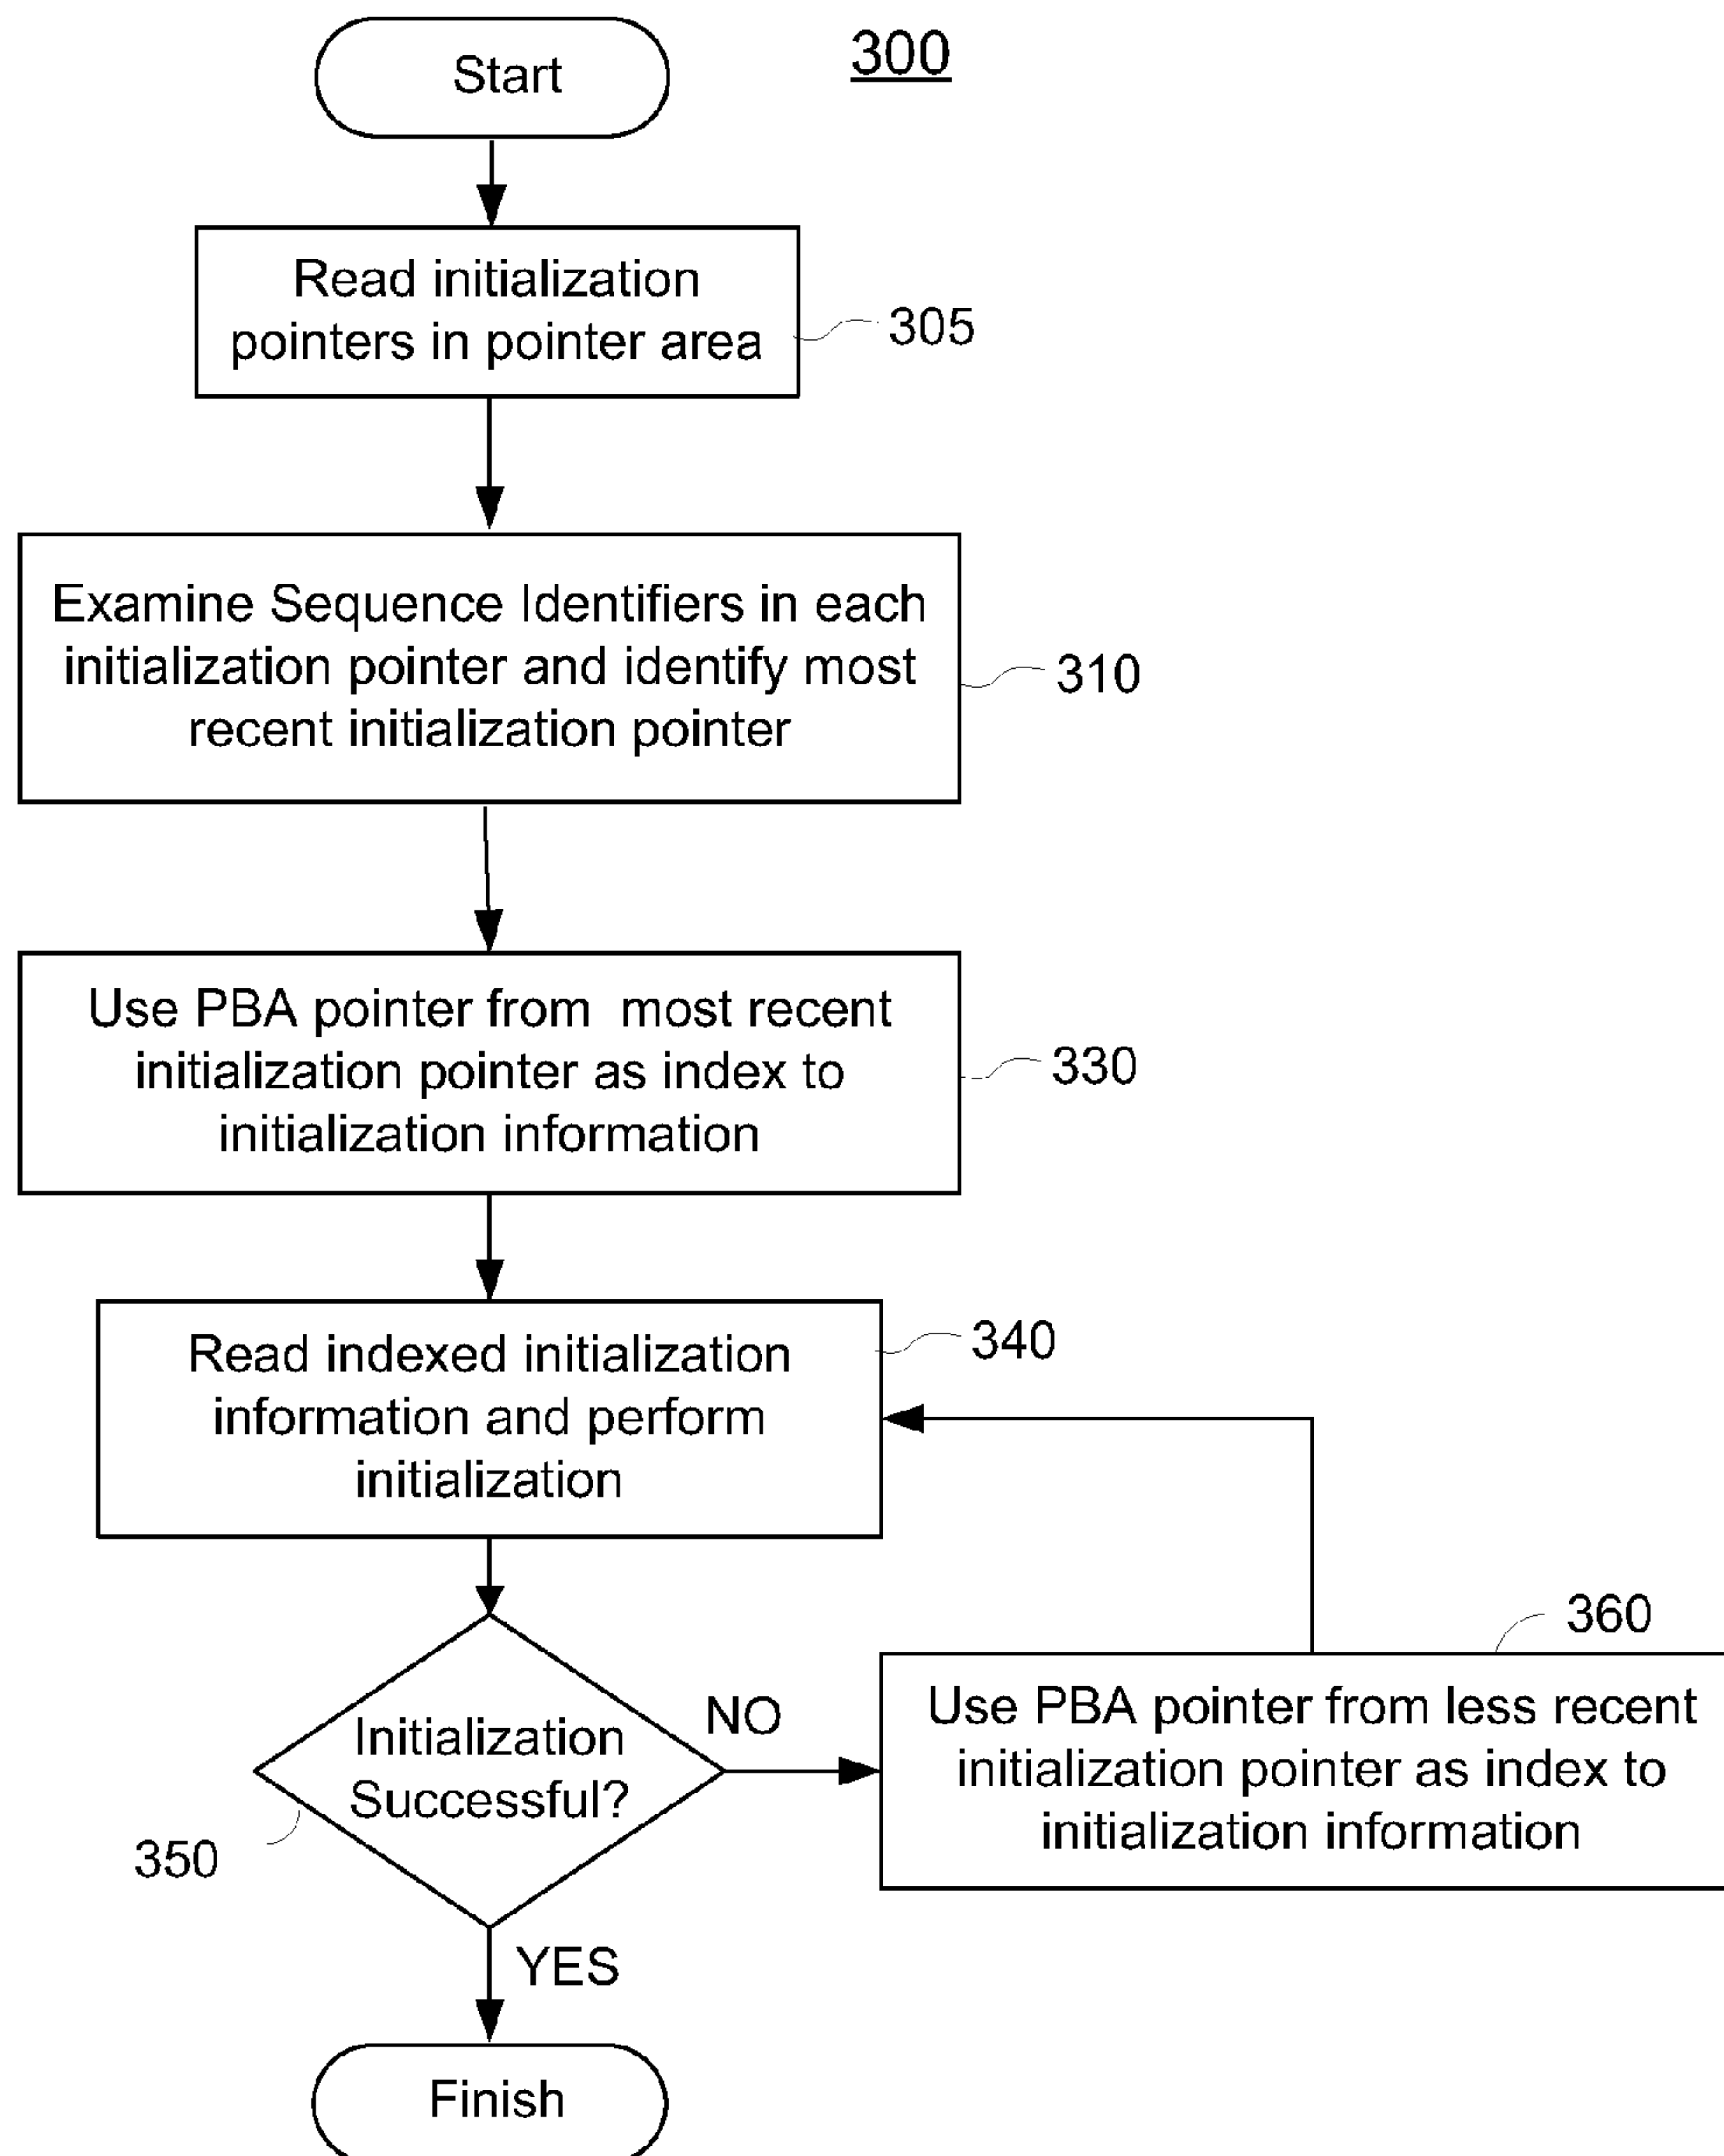 Start
300
Read initialization
pointers in pointer area
305
Examine Sequence Identifiers in each
initialization pointer and identify most
recent initialization pointer
310
Use PBA pointer from most recent
initialization pointer as index to
initialization information
330
Read indexed initialization
information and perform
initialization
340
Initialization
Successful?
350
NO
360
Use PBA pointer from less recent
initialization pointer as index to
initialization information
YES
Finish